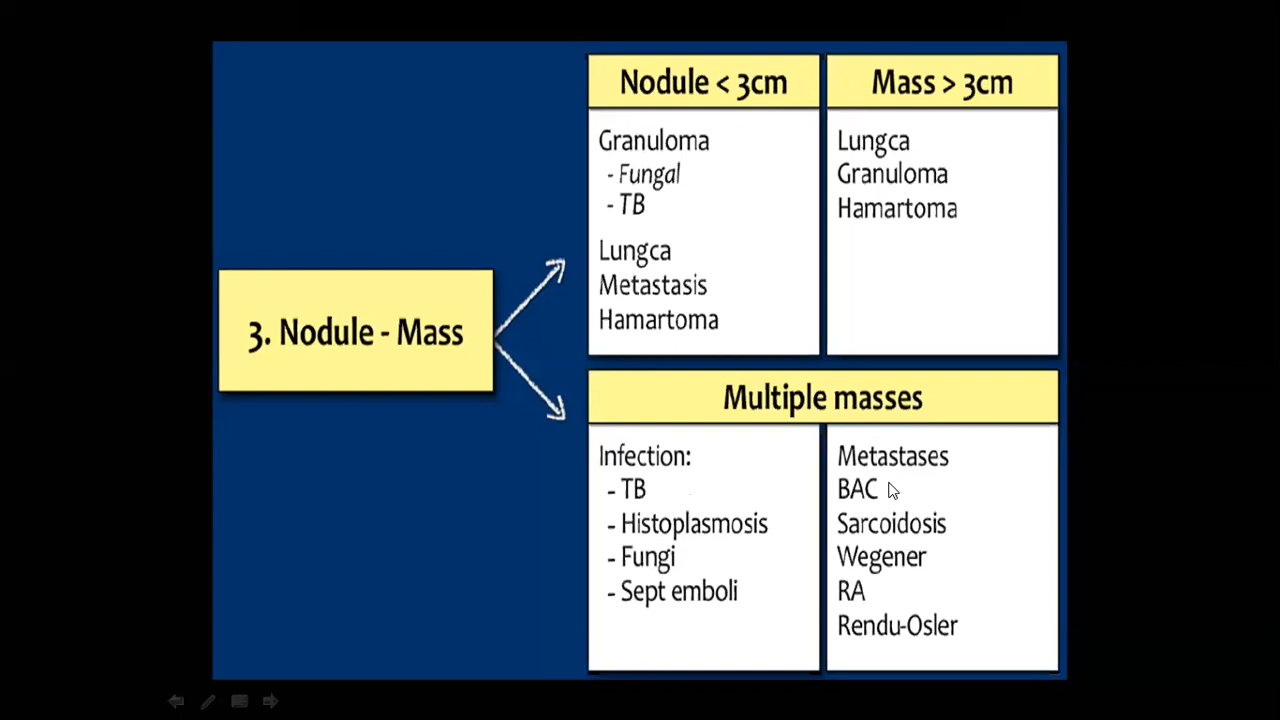 3. Nodule - Mass
Nodule < 3cm
Granuloma
- Fungal
- TB
Lungca
Metastasis
Hamartoma
Mass > 3cm
Lungca
Granuloma
Hamartoma
Multiple masses
Infection:
- TB
- Histoplasmosis
- Fungi
- Sept emboli
Metastases
BAC
Sarcoidosis
Wegener
RA
Rendu-Osler